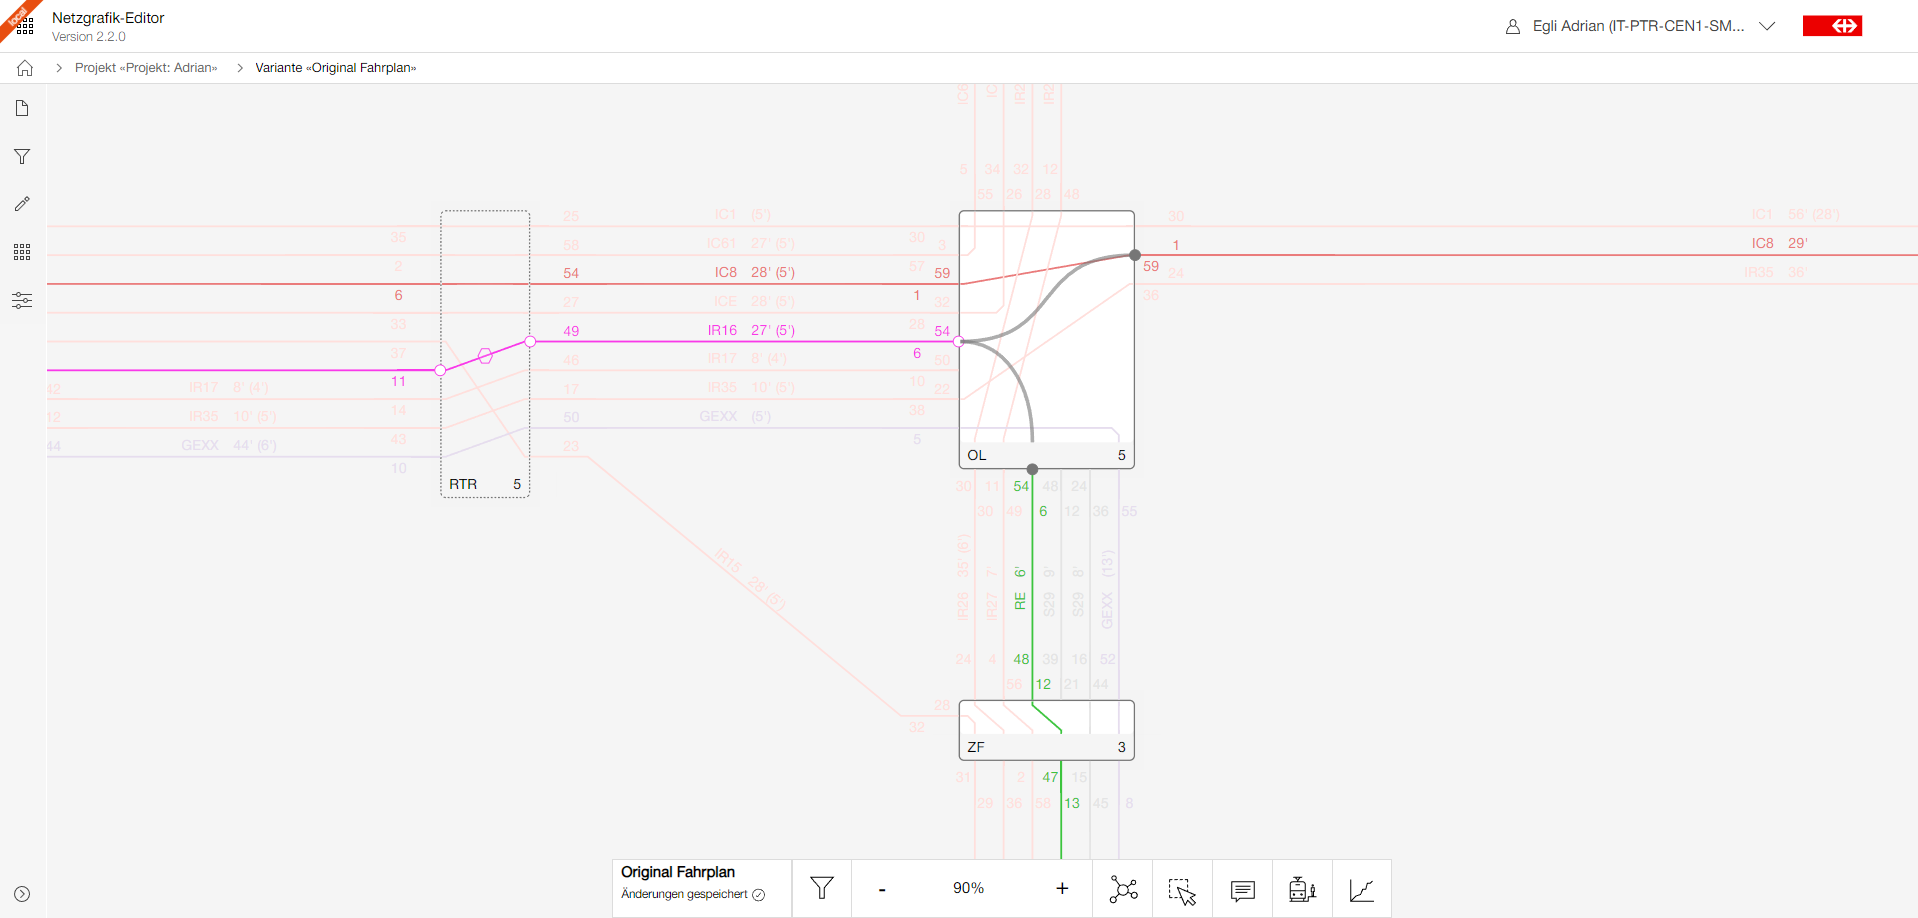 local
Netzgrafik-Editor
Version 2.2.0
Egli Adrian (IT-PTR-CEN1-SM...
Projekt «Projekt: Adrian»
Variante «Original Fahrplan»
5 34 32 12
55 26 28 48
25 IC1 (5') 30 IC1 56' (28')
35 30
58 IC61 27' (5') 3 1 IC8 29'
2 57 59
54 IC8 28' (5') 59 24 IR35 36'
6 1 36
27 ICE 28' (5') 32
33 28
49 IR16 27' (5') 54
37 6
46 IR17 8' (4') 50
11 10
42 IR17 8' (4') 17 IR35 10' (5') 22
14 38
12 IR35 10' (5') 50 GEXX (5')
43 5
44 GEXX 44' (6') 23
10
RTR 5
OL 5
30 11 54 48 24
30 49 6 12 36 55
IR26 35' (6')
IR27 7'
RE 6'
S29 9'
S29 8'
GEXX (13')
IR15 28' (5')
24 4 48 39 16 52
56 12 21 44
28
32
ZF 3
31 2 47 15
29 36 58 13 45 8
Original Fahrplan
Änderungen gespeichert
- 90% +